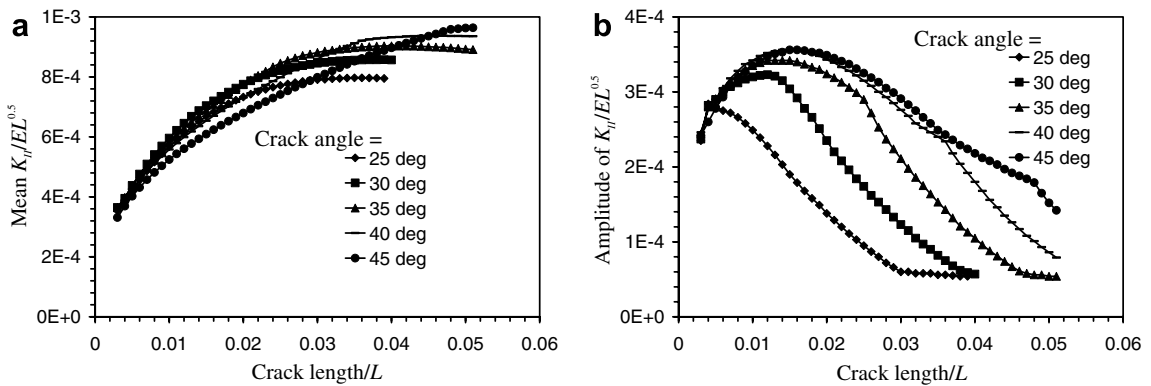 a
1E-3
8E-4
6E-4
4E-4
2E-4
0E+0
Mean K_II/EL^0.5
Crack angle =
25 deg
30 deg
35 deg
40 deg
45 deg
0 0.01 0.02 0.03 0.04 0.05 0.06
Crack length/L
b
4E-4
3E-4
2E-4
1E-4
0E+0
Amplitude of K_II/EL^0.5
Crack angle =
25 deg
30 deg
35 deg
40 deg
45 deg
0 0.01 0.02 0.03 0.04 0.05 0.06
Crack length/L